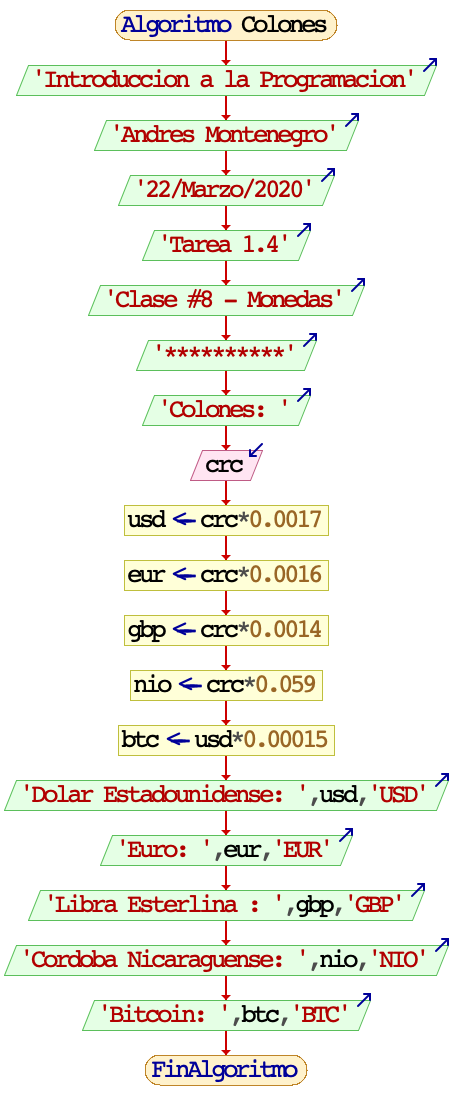 Algoritmo Colones
'Introduccion a la Programacion'
'Andres Montenegro'
'22/Marzo/2020'
'Tarea 1.4'
'Clase #8 - Monedas'
'**********'
'Colones: '
crc
usd ← crc*0.0017
eur ← crc*0.0016
gbp ← crc*0.0014
nio ← crc*0.059
btc ← usd*0.00015
'Dolar Estadounidense: ',usd,'USD'
'Euro: ',eur,'EUR'
'Libra Esterlina : ',gbp,'GBP'
'Cordoba Nicaraguense: ',nio,'NIO'
'Bitcoin: ',btc,'BTC'
FinAlgoritmo